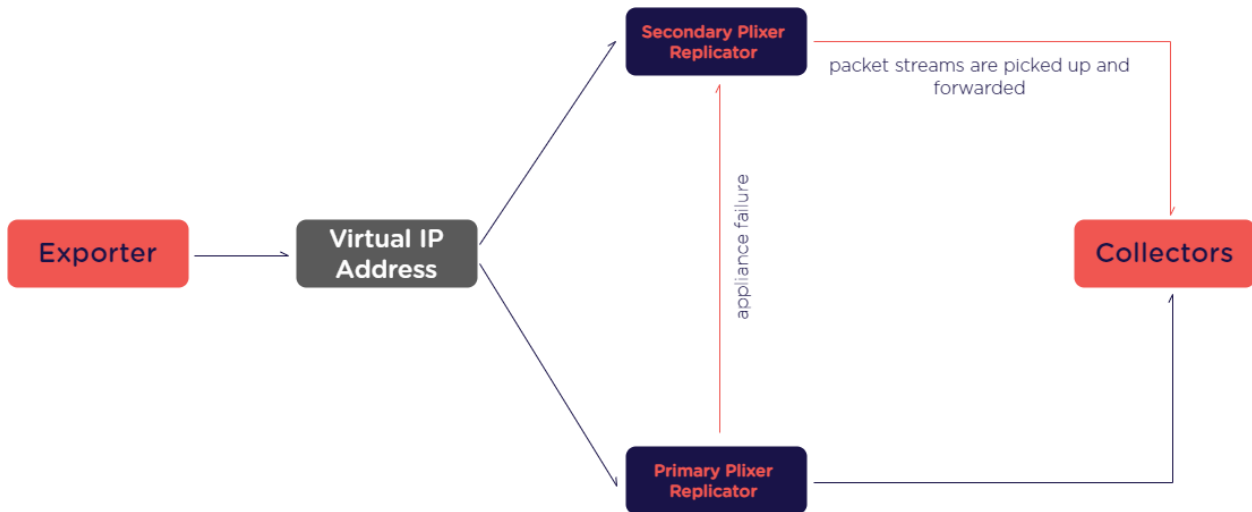 Secondary Plixer
Replicator
packet streams are picked up and
forwarded
appliance failure
Exporter
Virtual IP
Address
Collectors
Primary Plixer
Replicator